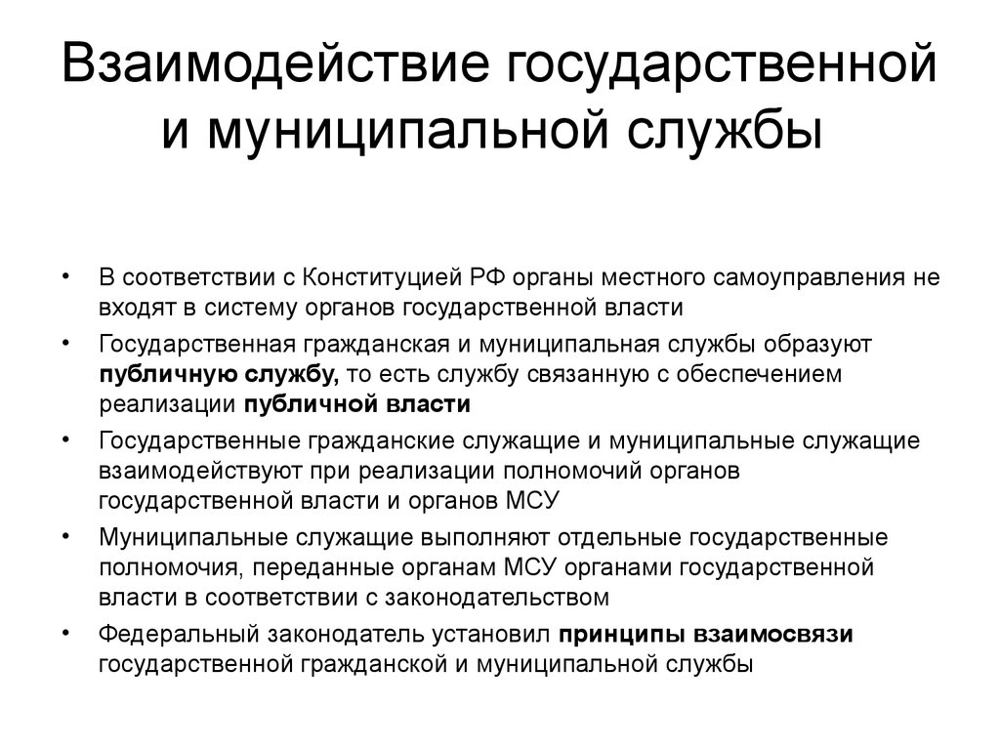 Взаимодействие государственной
и муниципальной службы
• В соответствии с Конституцией РФ органы местного самоуправления не
входят в систему органов государственной власти
• Государственная гражданская и муниципальная службы образуют
публичную службу, то есть службу связанную с обеспечением
реализации публичной власти
• Государственные гражданские служащие и муниципальные служащие
взаимодействуют при реализации полномочий органов
государственной власти и органов МСУ
• Муниципальные служащие выполняют отдельные государственные
полномочия, переданные органам МСУ органами государственной
власти в соответствии с законодательством
• Федеральный законодатель установил принципы взаимосвязи
государственной гражданской и муниципальной службы